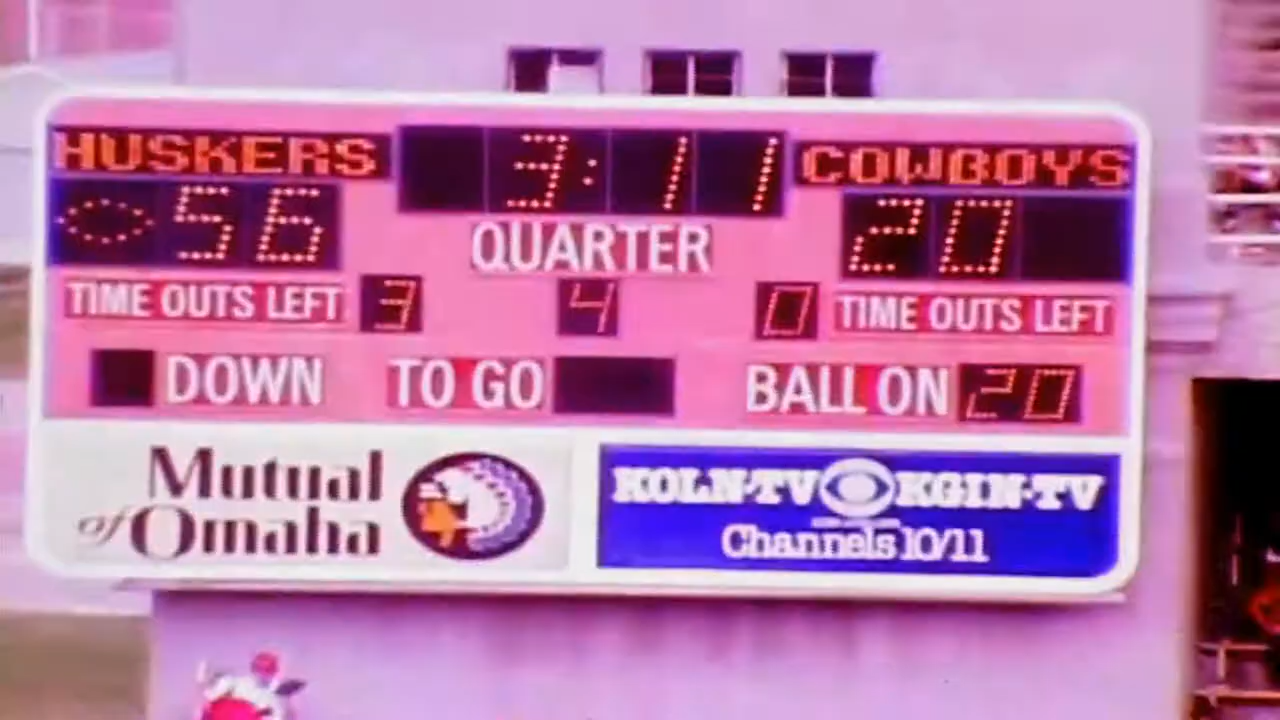 HUSKERS 3:11 COWBOYS
56 QUARTER 20
TIME OUTS LEFT 3 4 0 TIME OUTS LEFT
DOWN TO GO BALL ON 20
Mutual
of Omaha
KOLN-TV KGIN-TV
Channels 10/11